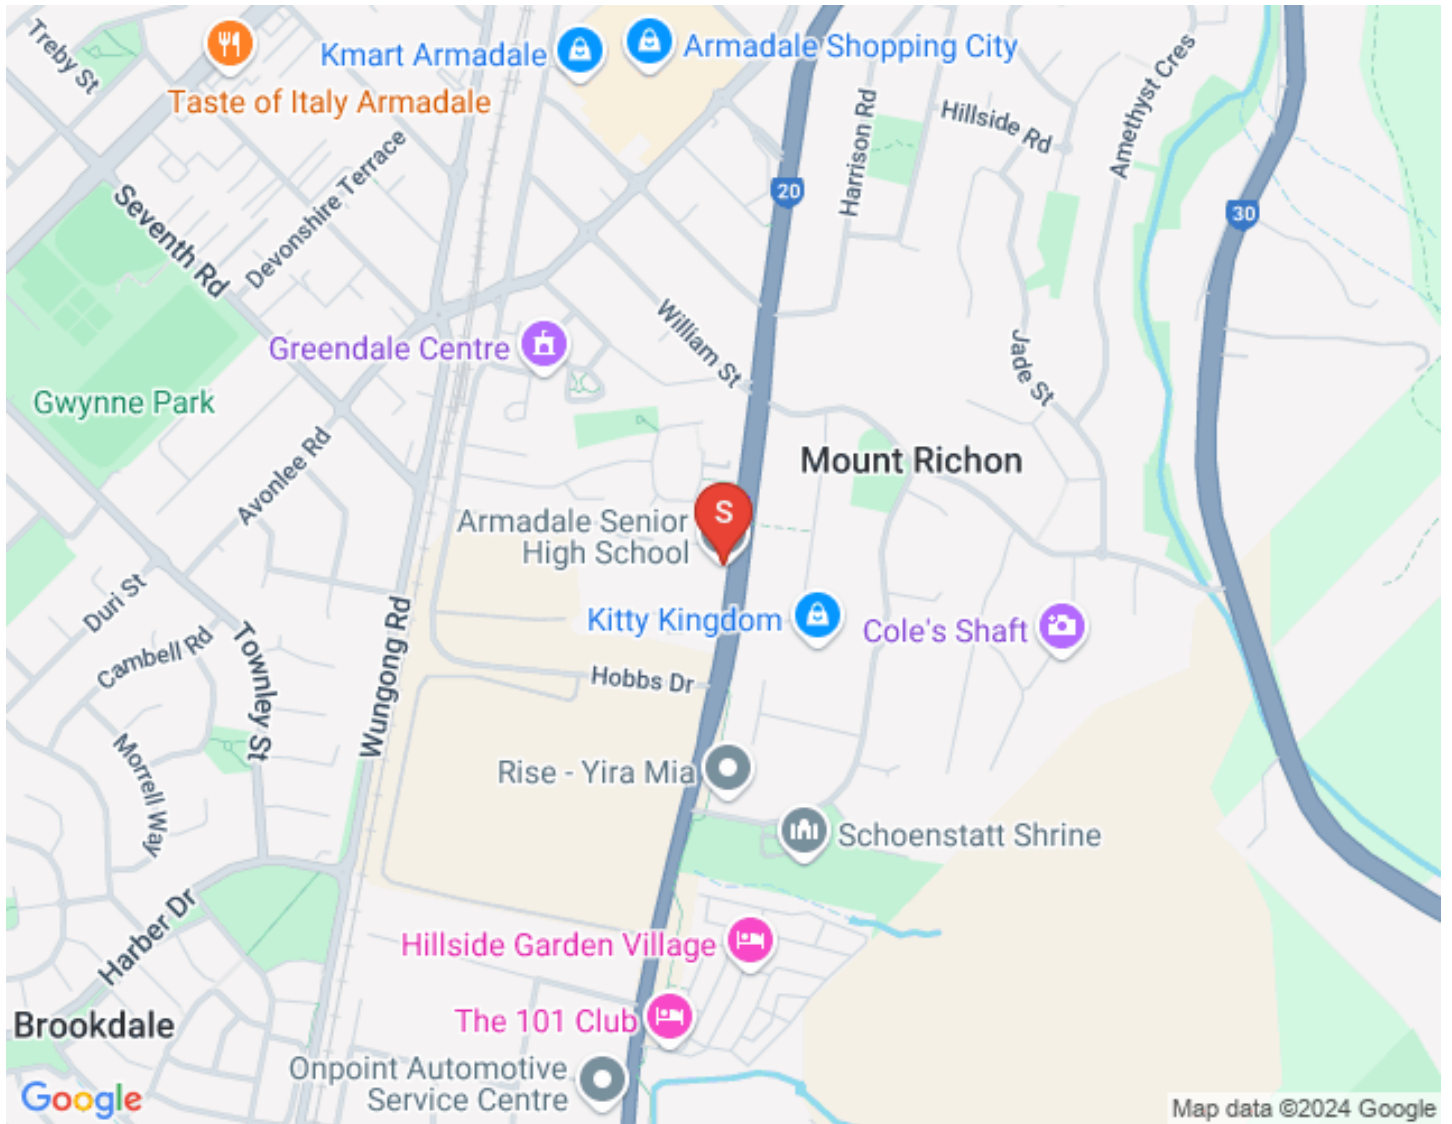 Treby St
Kmart Armadale
Armadale Shopping City
Taste of Italy Armadale
Hillside Rd
Amethyst Cres
Harrison Rd
Devonshire Terrace
Seventh Rd
20
30
William St
Greendale Centre
Jade St
Gwynne Park
Avonlee Rd
Mount Richon
S
Armadale Senior
High School
Duri St
Cambell Rd
Townley St
Wungong Rd
Kitty Kingdom
Cole's Shaft
Hobbs Dr
Morrell Way
Rise - Yira Mia
Schoenstatt Shrine
Harber Dr
Hillside Garden Village
Brookdale
The 101 Club
Onpoint Automotive
Service Centre
Google
Map data ©2024 Google